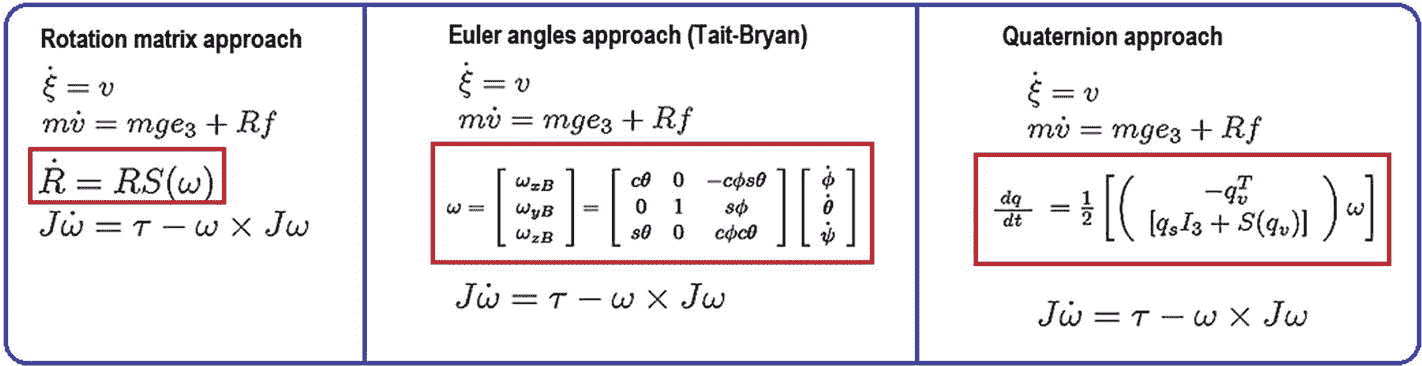 Rotation matrix approach
ξ̇ = v
mv̇ = mge₃ + Rf
Ṙ = RS(ω)
Jω̇ = τ − ω × Jω
Euler angles approach (Tait-Bryan)
ξ̇ = v
mv̇ = mge₃ + Rf
ω = [ ω_xB ; ω_yB ; ω_zB ] = [ cθ 0 −cϕsθ ; 0 1 sϕ ; sθ 0 cϕcθ ] [ ϕ̇ ; θ̇ ; ψ̇ ]
Jω̇ = τ − ω × Jω
Quaternion approach
ξ̇ = v
mv̇ = mge₃ + Rf
dq/dt = 1/2 [ ( −q_v^T ; [q_s I₃ + S(q_v)] ) ω ]
Jω̇ = τ − ω × Jω